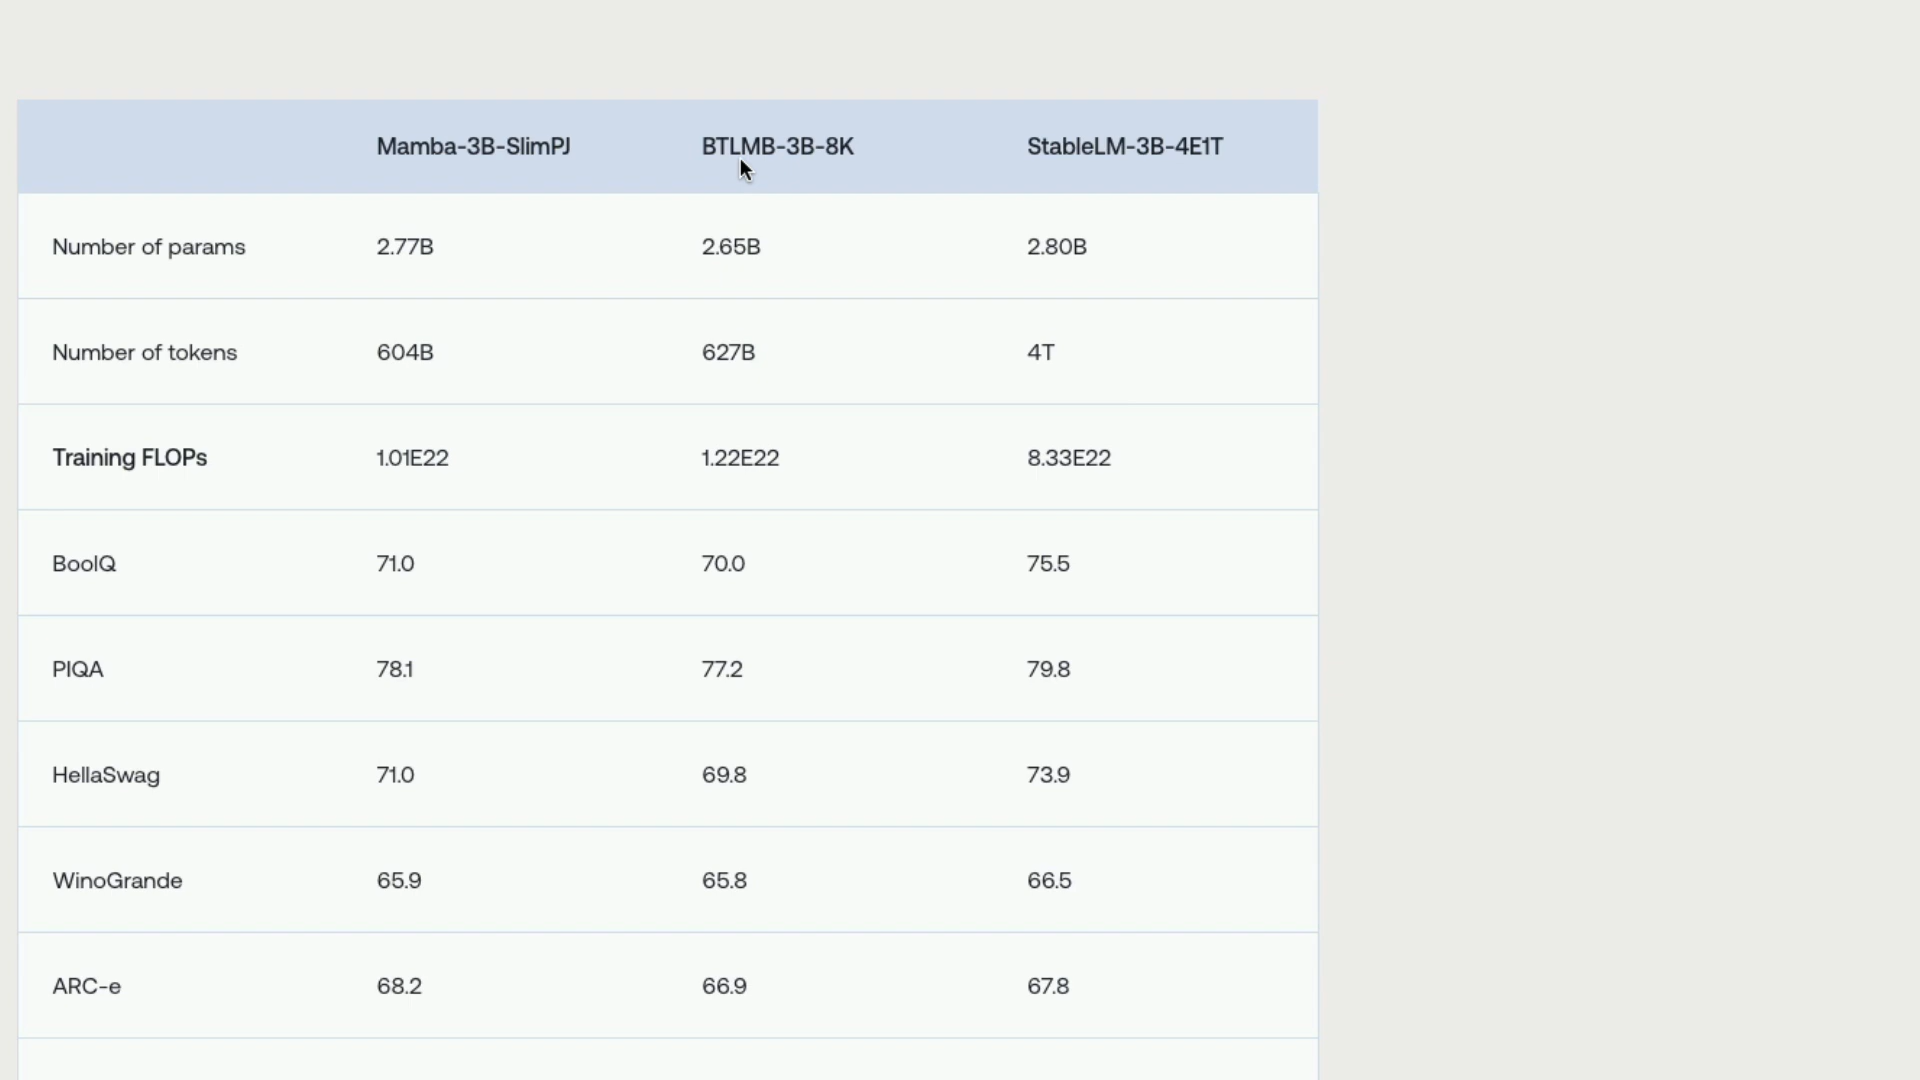 Mamba-3B-SlimPJ BTLMB-3B-8K StableLM-3B-4E1T
Number of params 2.77B 2.65B 2.80B
Number of tokens 604B 627B 4T
Training FLOPs 1.01E22 1.22E22 8.33E22
BoolQ 71.0 70.0 75.5
PIQA 78.1 77.2 79.8
HellaSwag 71.0 69.8 73.9
WinoGrande 65.9 65.8 66.5
ARC-e 68.2 66.9 67.8